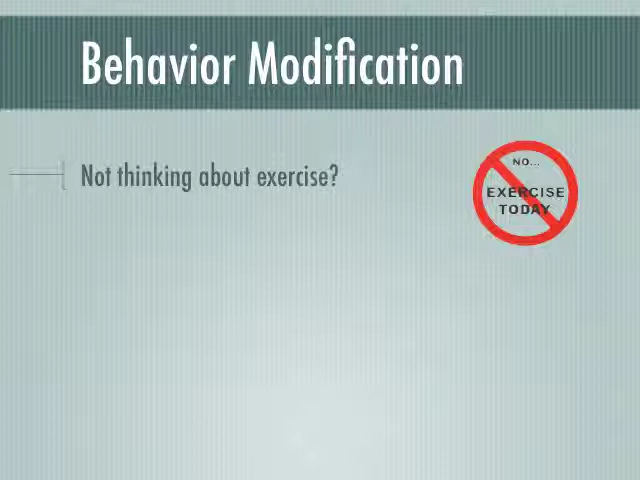 Behavior Modification
Not thinking about exercise?
NO...
EXERCISE
TODAY